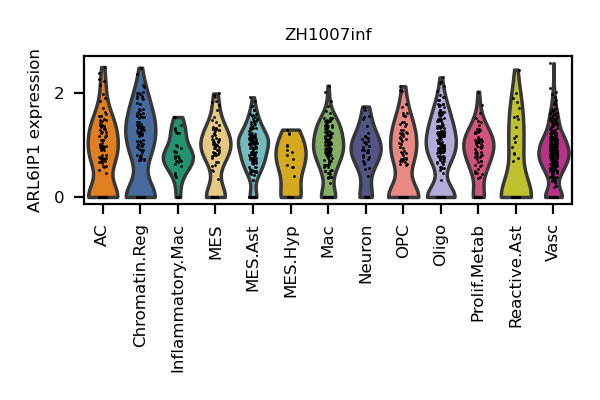 ZH1007inf
ARL6IP1 expression
2
0
AC
Chromatin.Reg
Inflammatory.Mac
MES
MES.Ast
MES.Hyp
Mac
Neuron
OPC
Oligo
Prolif.Metab
Reactive.Ast
Vasc